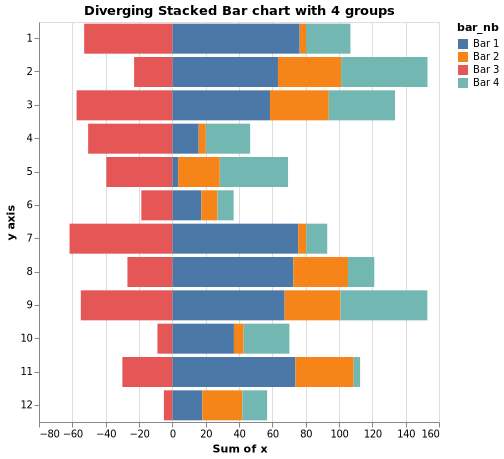 Diverging Stacked Bar chart with 4 groups
bar_nb
Bar 1
Bar 2
Bar 3
Bar 4
y axis
1
2
3
4
5
6
7
8
9
10
11
12
−80 −60 −40 −20 0 20 40 60 80 100 120 140 160
Sum of x